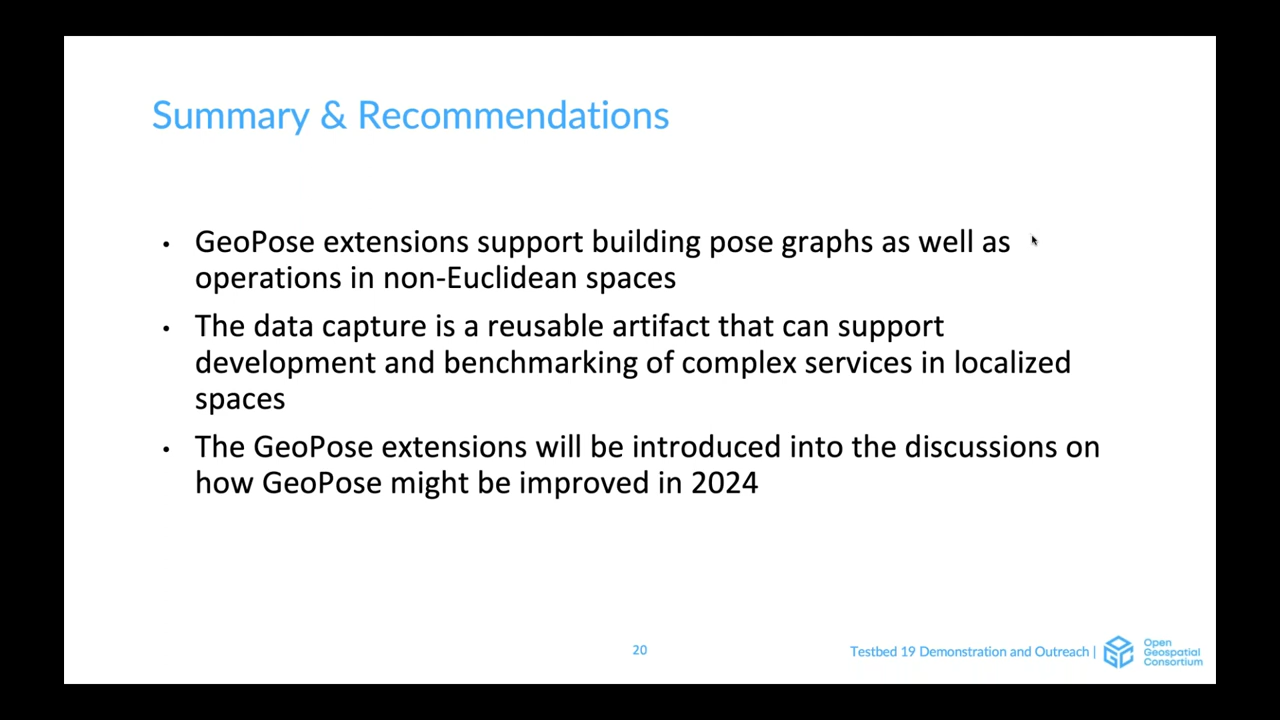 Summary & Recommendations
• GeoPose extensions support building pose graphs as well as
operations in non-Euclidean spaces
• The data capture is a reusable artifact that can support
development and benchmarking of complex services in localized
spaces
• The GeoPose extensions will be introduced into the discussions on
how GeoPose might be improved in 2024
20
Testbed 19 Demonstration and Outreach |
Open
Geospatial
Consortium